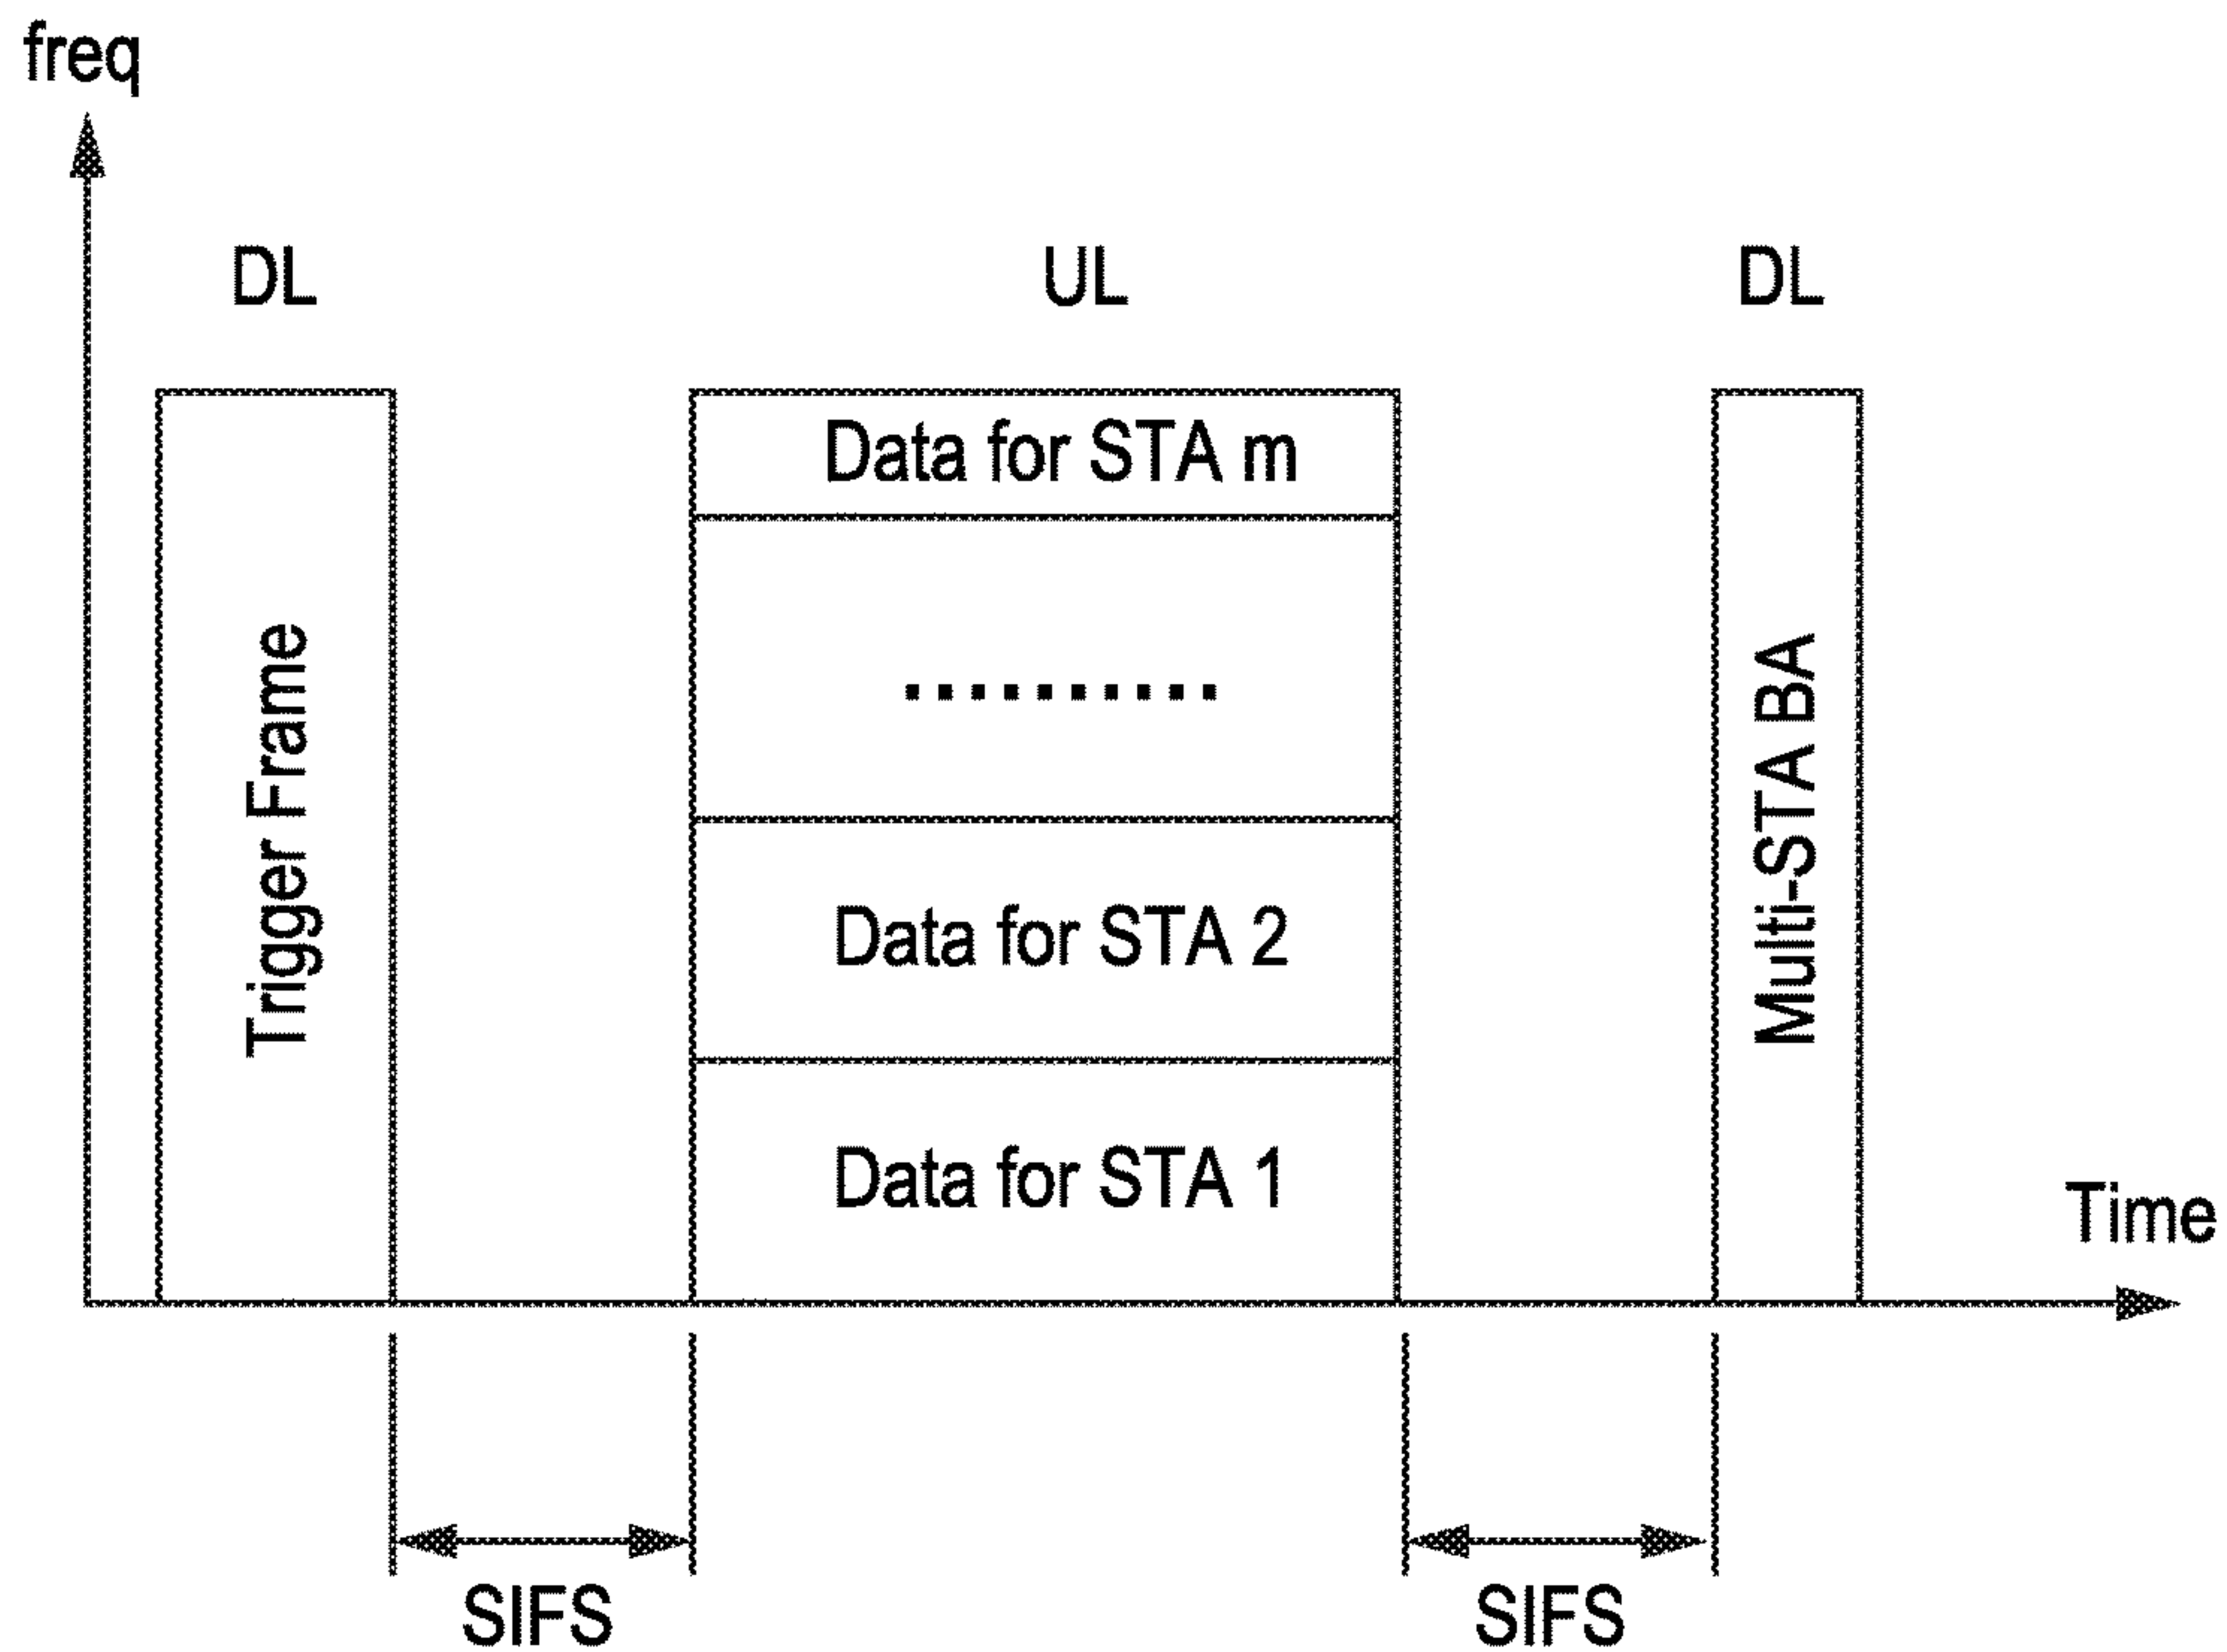 freq
DL
UL
DL
Trigger Frame
Data for STA m
..........
Data for STA 2
Data for STA 1
Multi-STA BA
Time
SIFS
SIFS